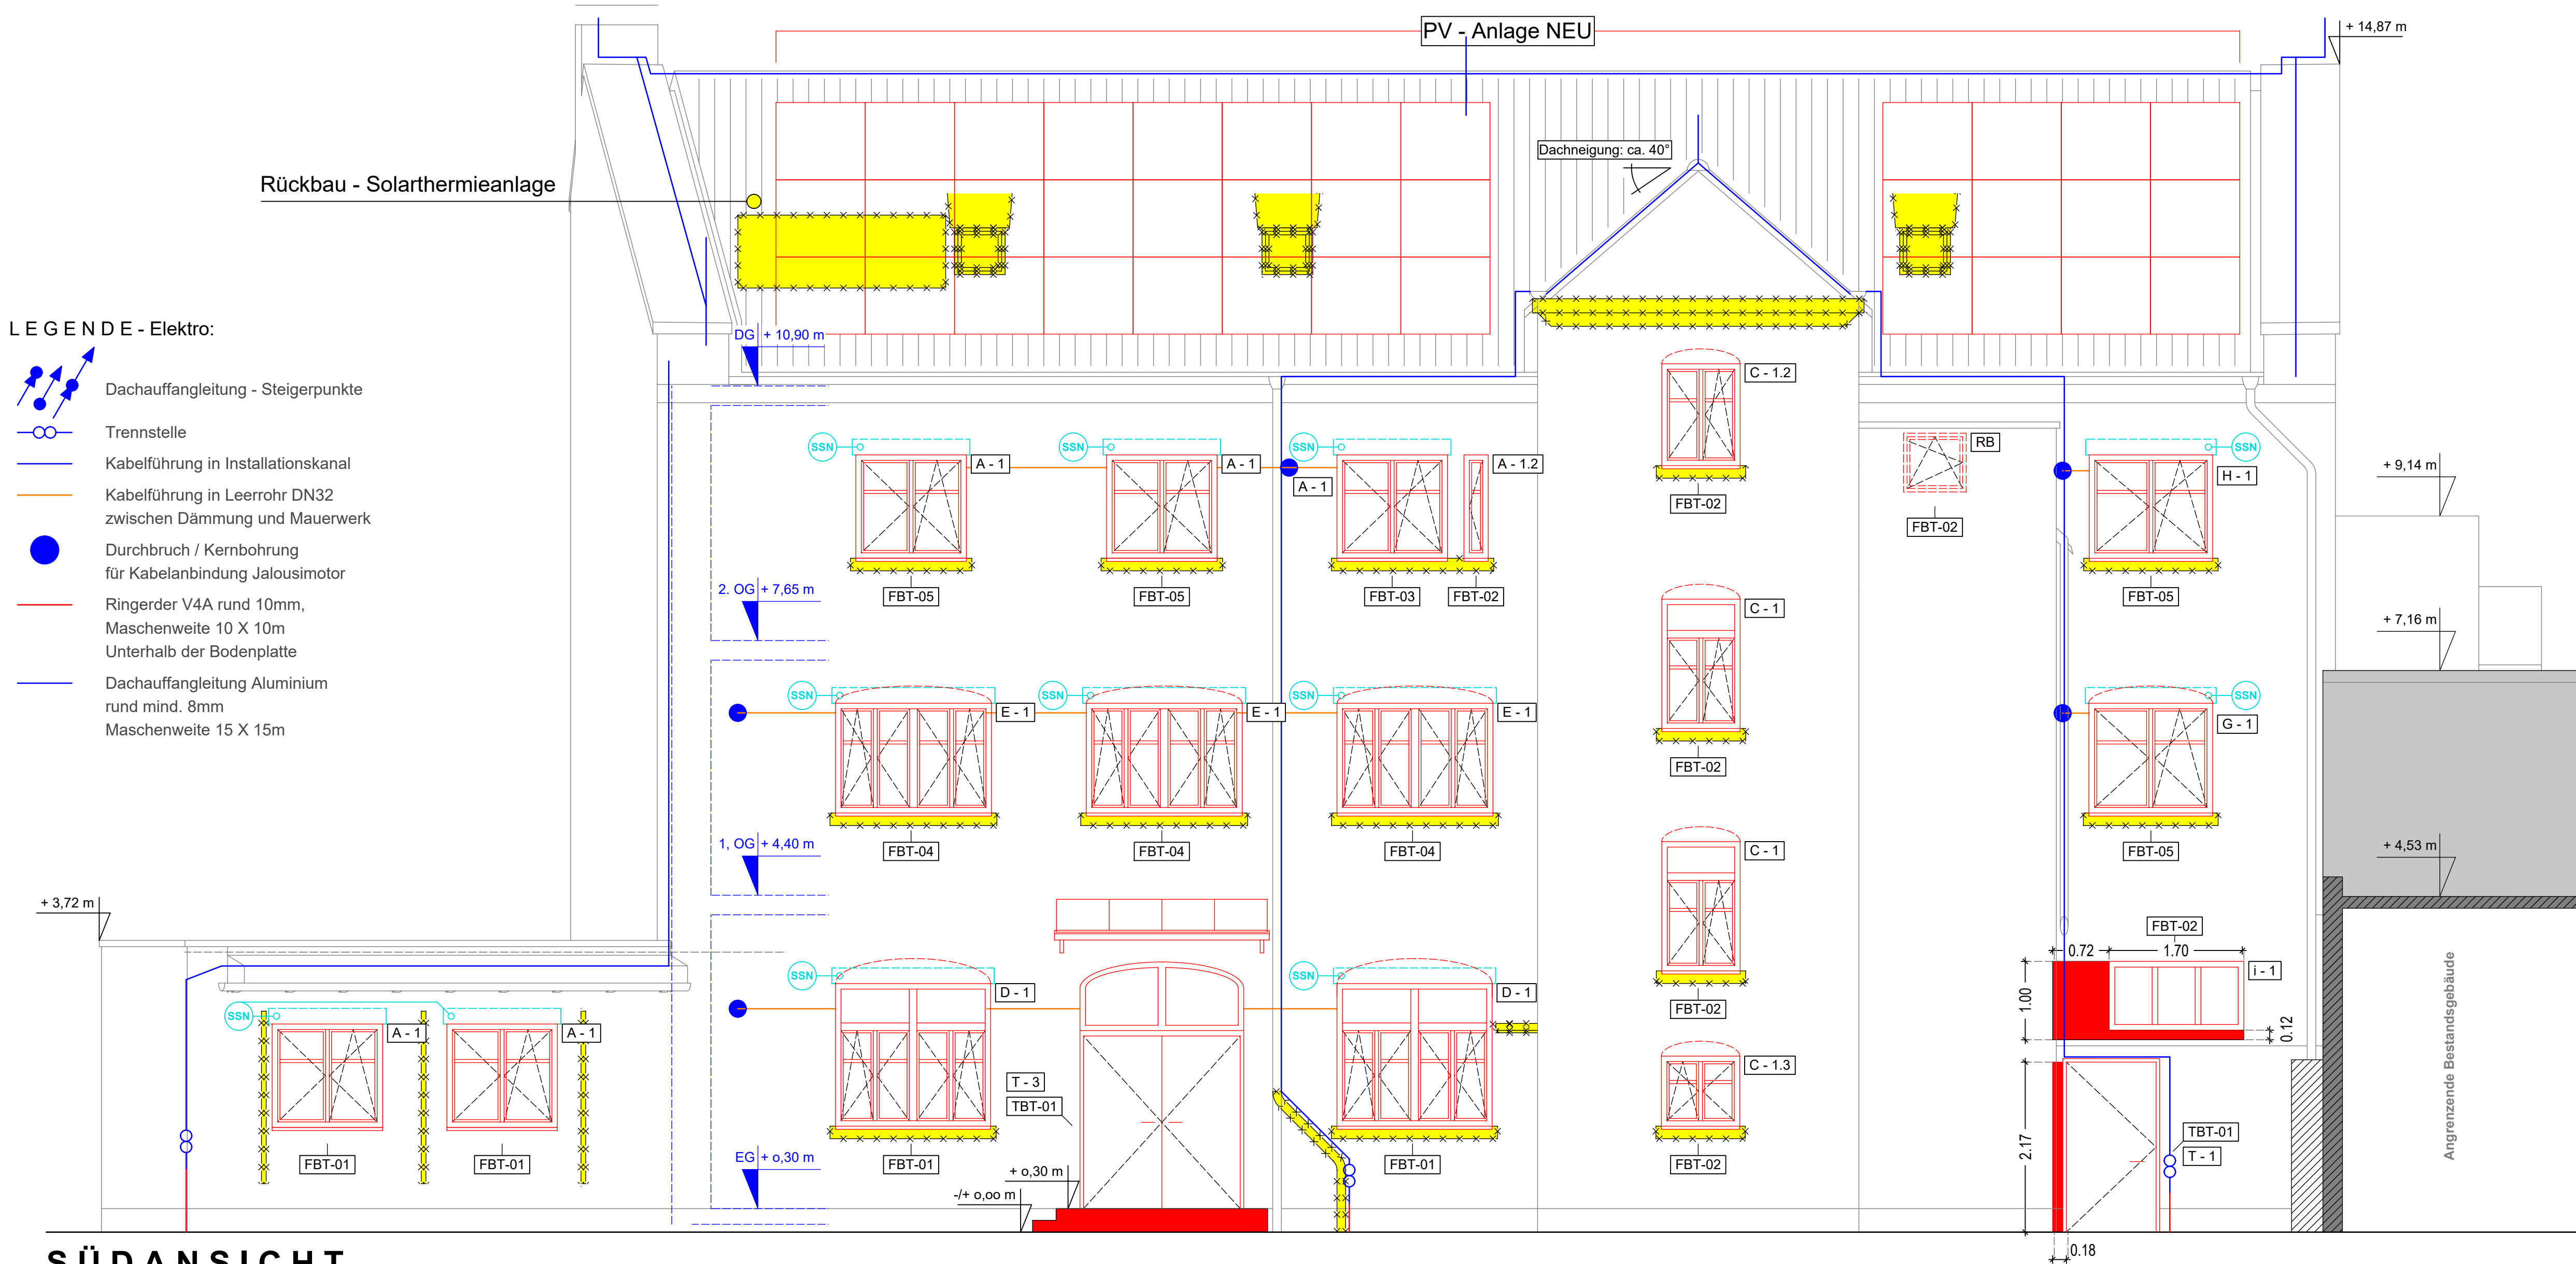 PV - Anlage NEU
+ 14,87 m
Dachneigung: ca. 40°
Rückbau - Solarthermieanlage
L E G E N D E - Elektro:
Dachauffangleitung - Steigerpunkte
Trennstelle
Kabelführung in Installationskanal
Kabelführung in Leerrohr DN32
zwischen Dämmung und Mauerwerk
Durchbruch / Kernbohrung
für Kabelanbindung Jalousimotor
Ringerder V4A rund 10mm,
Maschenweite 10 X 10m
Unterhalb der Bodenplatte
Dachauffangleitung Aluminium
rund mind. 8mm
Maschenweite 15 X 15m
DG + 10,90 m
C - 1.2
SSN SSN SSN RB SSN
A - 1 A - 1 A - 1.2
A - 1 H - 1
+ 9,14 m
FBT-02
FBT-02
2. OG + 7,65 m
FBT-05 FBT-05 FBT-03 FBT-02 FBT-05
C - 1
+ 7,16 m
SSN SSN SSN SSN
E - 1 E - 1 E - 1 G - 1
FBT-02
1, OG + 4,40 m
FBT-04 FBT-04 FBT-04 C - 1 FBT-05
+ 4,53 m
+ 3,72 m
FBT-02
0.72 1.70
SSN SSN i - 1
D - 1 D - 1
1.00
0.12
FBT-02
SSN
A - 1 A - 1
C - 1.3
T - 3
TBT-01
TBT-01
T - 1
2.17
FBT-01 FBT-01 EG + o,30 m FBT-01 FBT-01 FBT-02
+ o,30 m
-/+ o,oo m
0.18
Angrenzende Bestandsgebäude
SÜDANSICHT